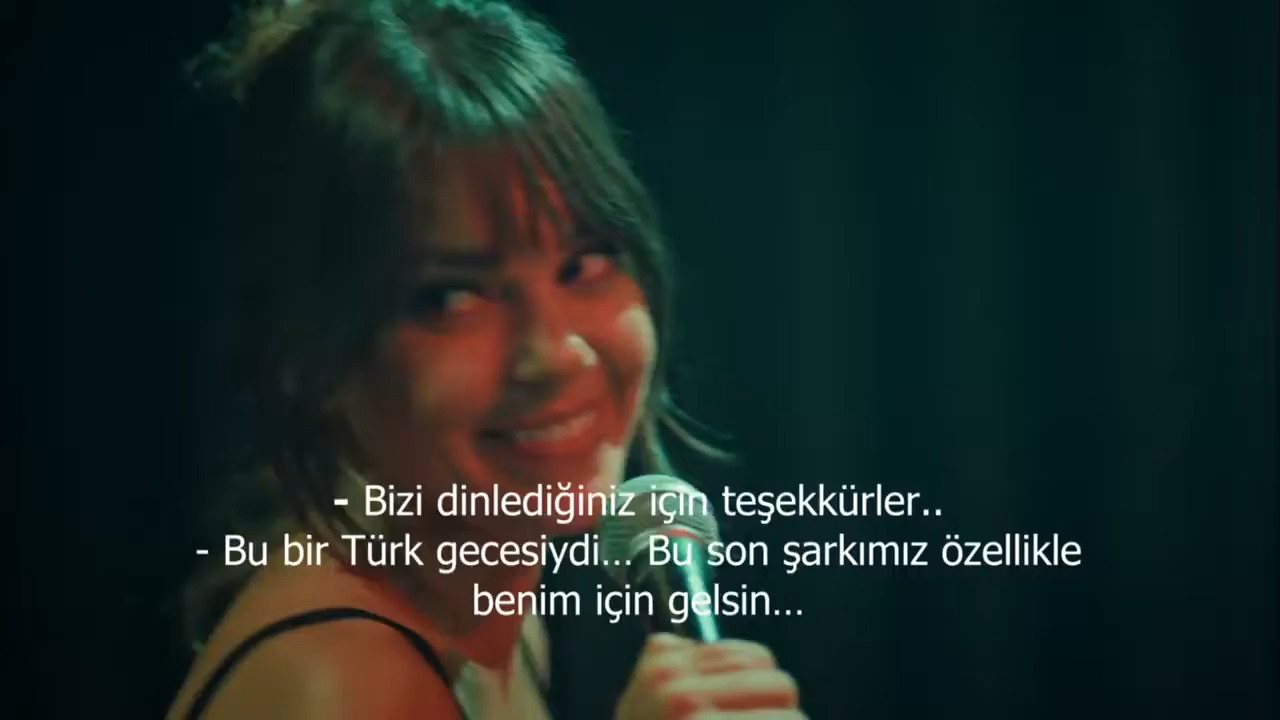 - Bizi dinlediğiniz için teşekkürler..
- Bu bir Türk gecesiydi... Bu son şarkımız özellikle
benim için gelsin...